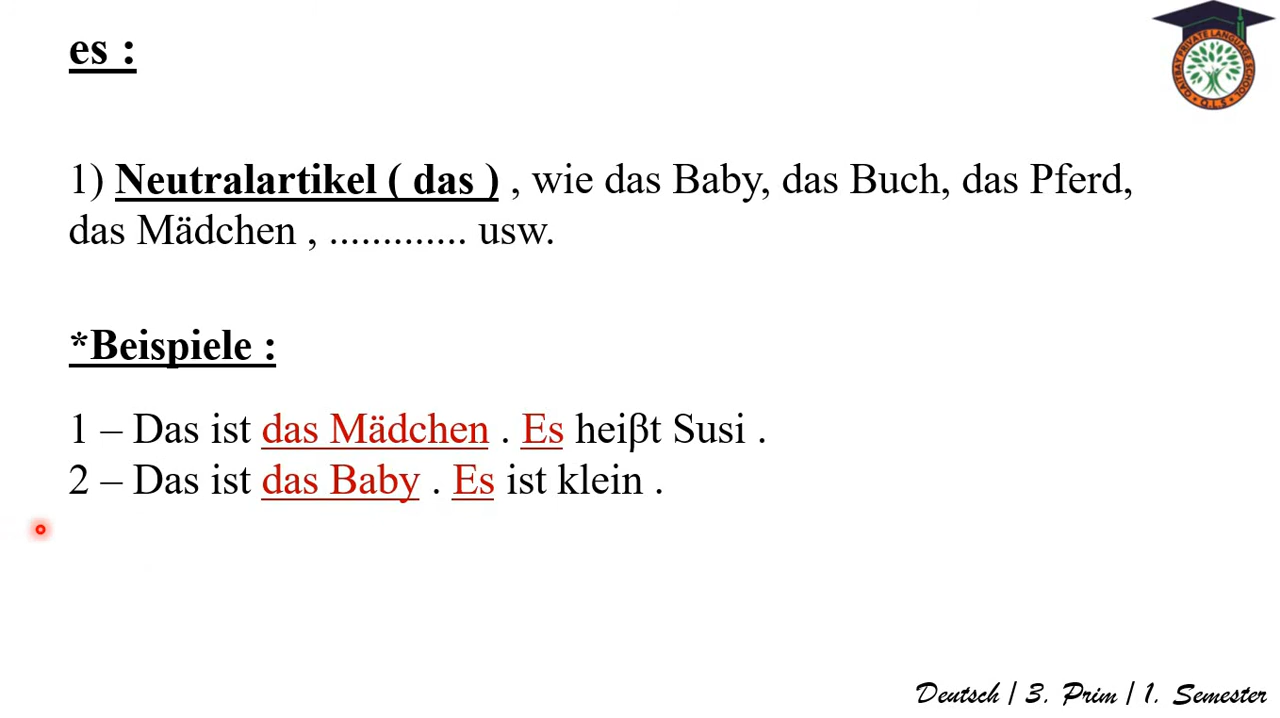 es :
1) Neutralartikel ( das ) , wie das Baby, das Buch, das Pferd,
das Mädchen , ............. usw.
*Beispiele :
1 – Das ist das Mädchen . Es heiβt Susi .
2 – Das ist das Baby . Es ist klein .
Deutsch | 3. Prim | 1. Semester